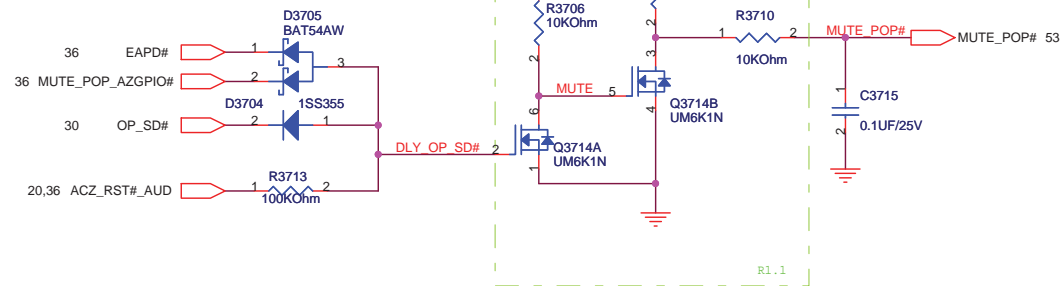 D3705
BAT54AW
36 EAPD# 1
3
36 MUTE_POP_AZGPIO# 2
D3704 1SS355
30 OP_SD# 2 1
DLY_OP_SD# 2
R3713
20,36 ACZ_RST#_AUD 1 2
100KOhm
R3706
10KOhm
2
MUTE 5
6
Q3714A
UM6K1N
1
2
3
Q3714B
UM6K1N
4
R3710
1 2
10KOhm
MUTE_POP# MUTE_POP# 53
1
C3715
0.1UF/25V
2
R1.1